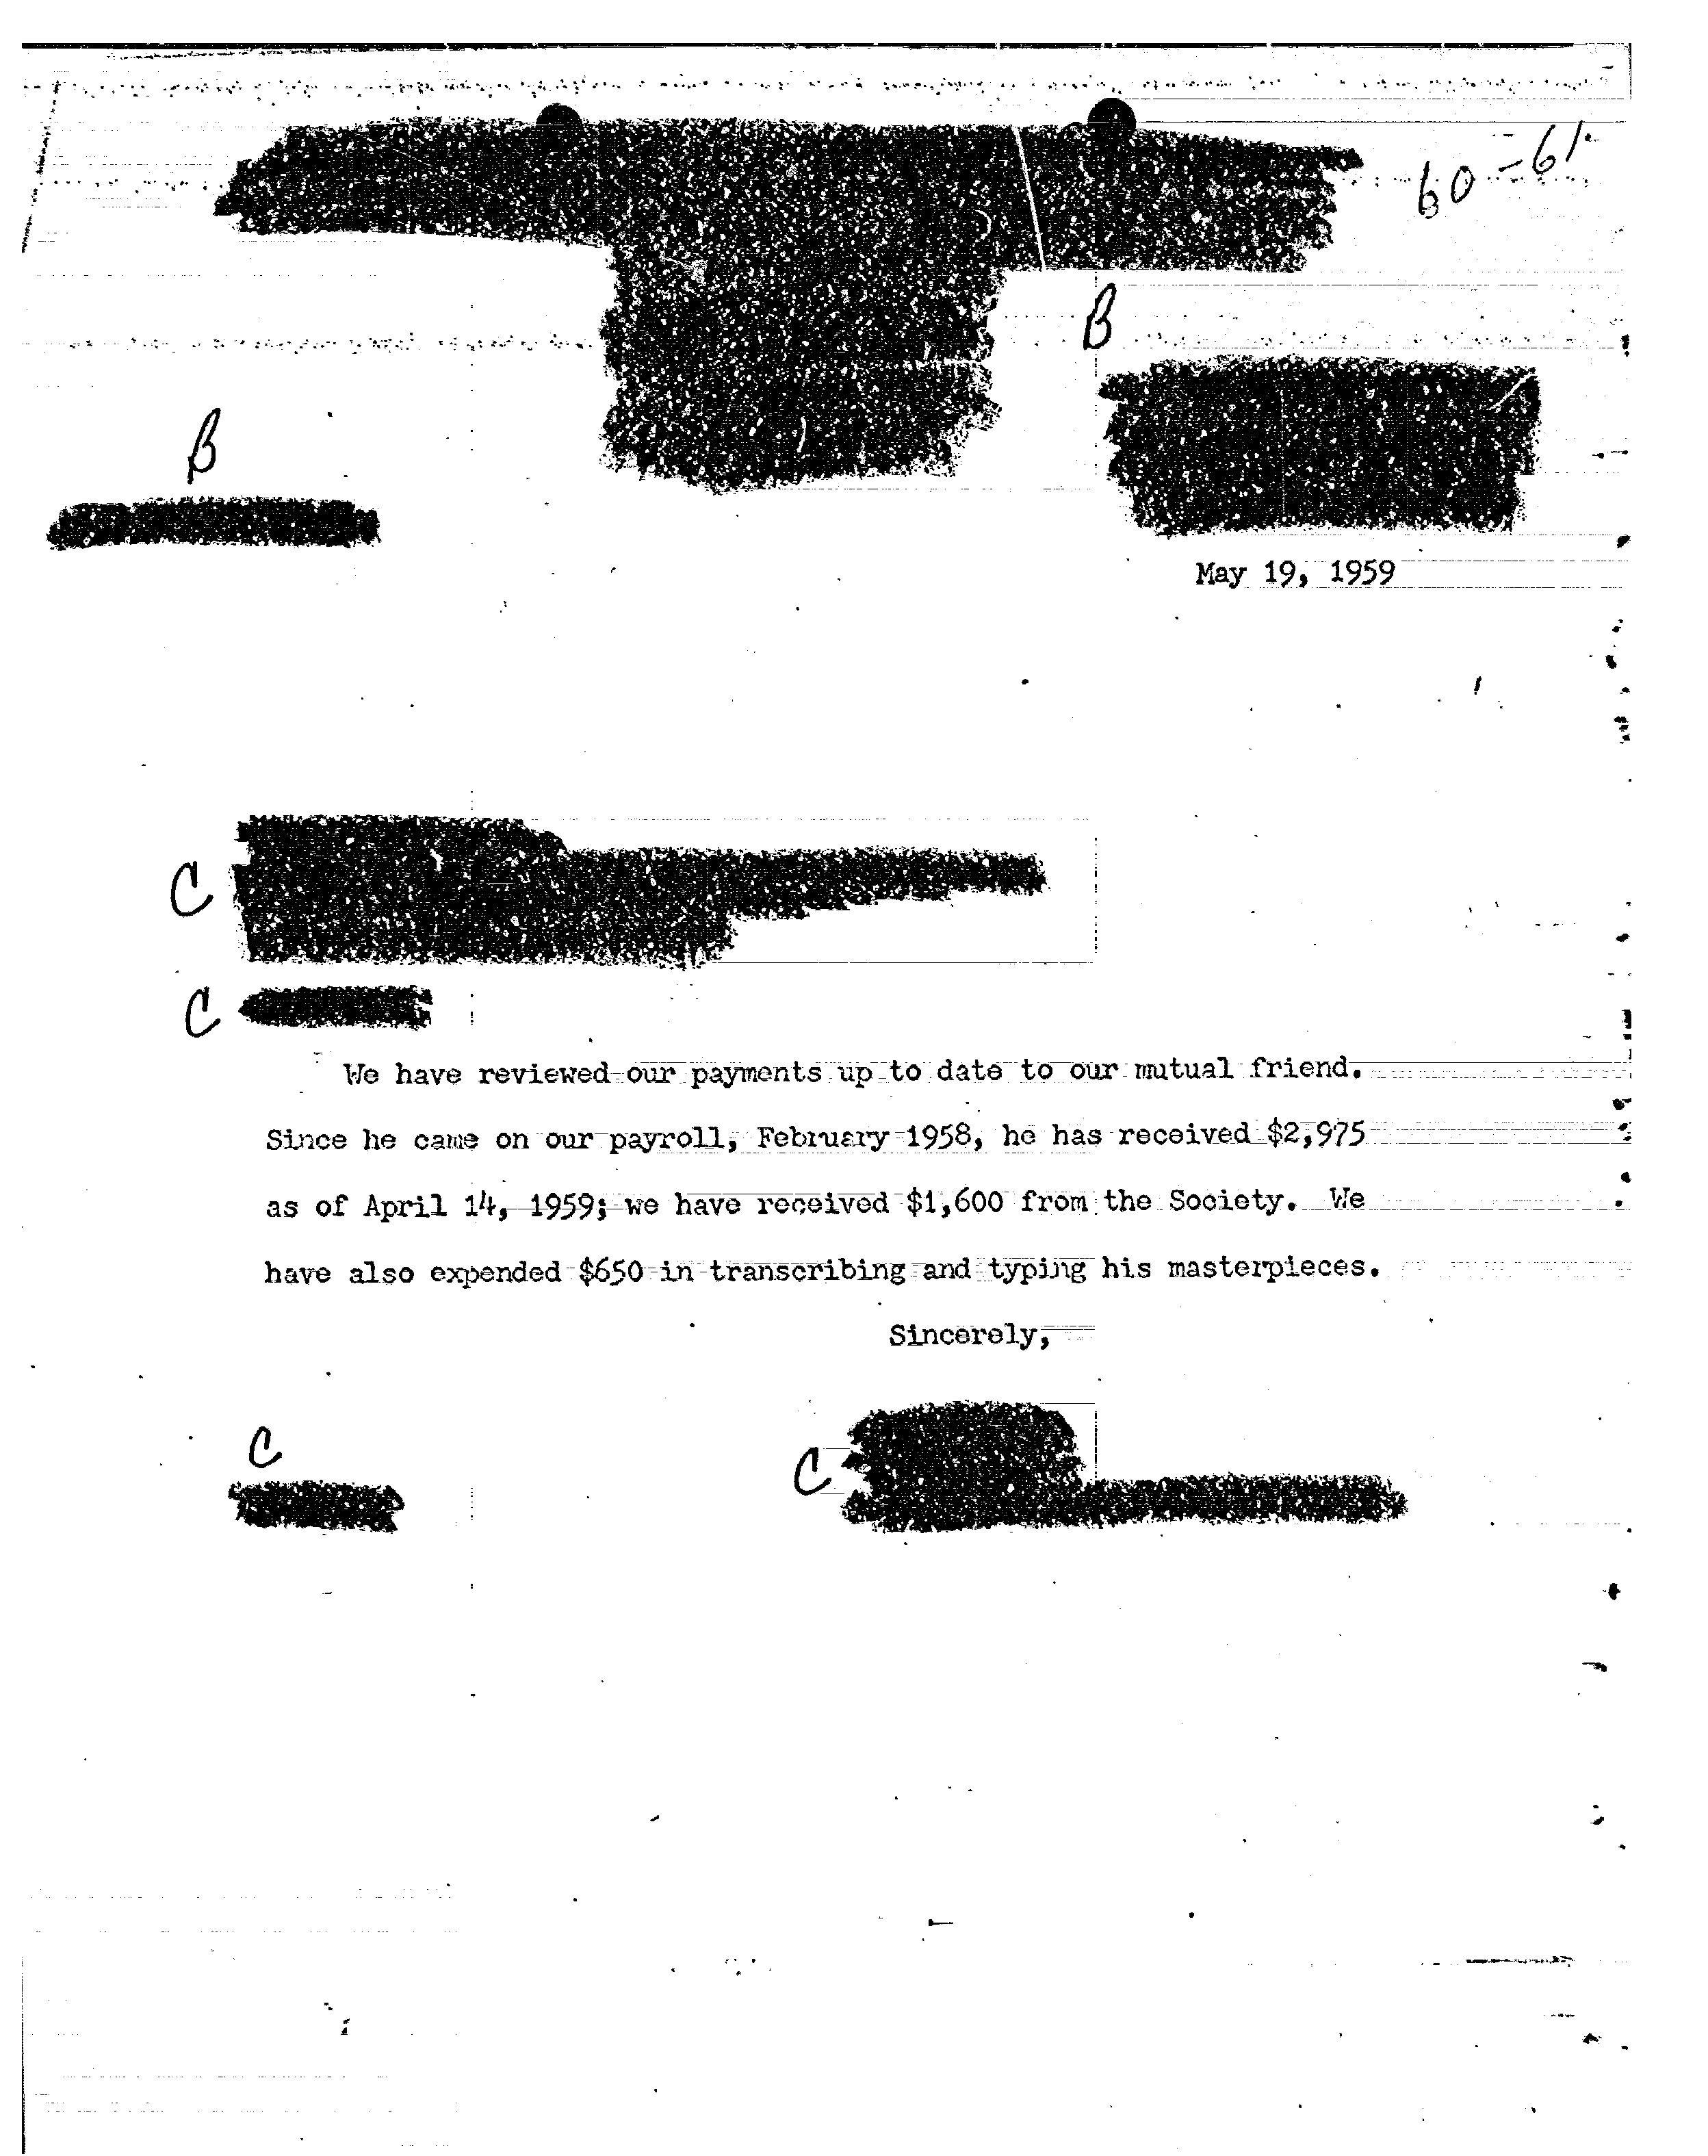 60-61
B
B
May 19, 1959
C
C
We have reviewed our payments up to date to our mutual friend.
Since he came on our payroll, February 1958, he has received $2,975
as of April 14, 1959; we have received $1,600 from the Society. We
have also expended $650 in transcribing and typing his masterpieces.
Sincerely,
C
C